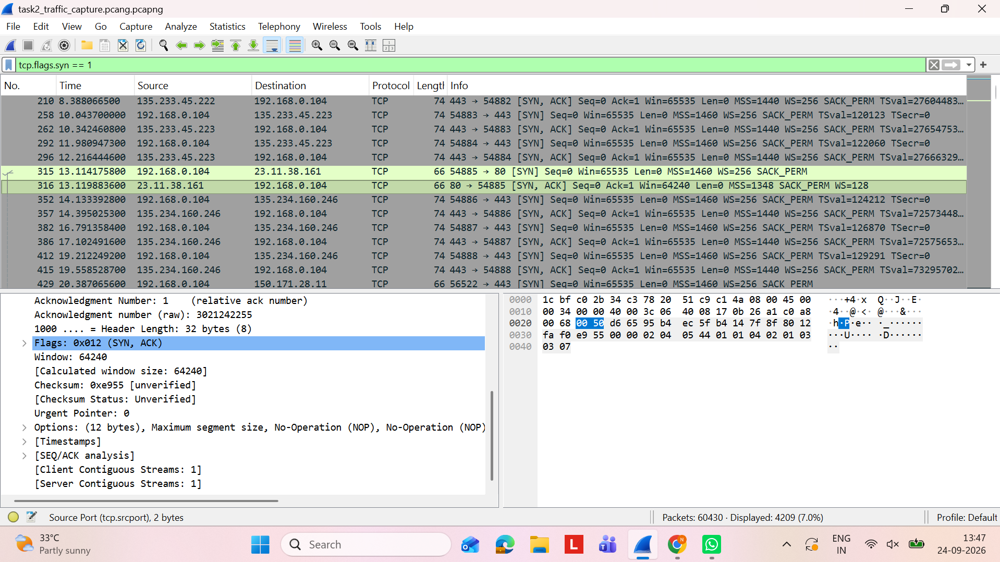 task2_traffic_capture.pcang.pcapng
File Edit View Go Capture Analyze Statistics Telephony Wireless Tools Help
tcp.flags.syn == 1
No. Time Source Destination Protocol Length Info
210 8.388066500 135.233.45.222 192.168.0.104 TCP 74 443 → 54882 [SYN, ACK] Seq=0 Ack=1 Win=65535 Len=0 MSS=1440 WS=256 SACK_PERM TSval=27604483…
258 10.043700000 192.168.0.104 135.233.45.223 TCP 74 54883 → 443 [SYN] Seq=0 Win=65535 Len=0 MSS=1460 WS=256 SACK_PERM TSval=120123 TSecr=0
262 10.342460800 135.233.45.223 192.168.0.104 TCP 74 443 → 54883 [SYN, ACK] Seq=0 Ack=1 Win=65535 Len=0 MSS=1440 WS=256 SACK_PERM TSval=27654753…
292 11.980947300 192.168.0.104 135.233.45.223 TCP 74 54884 → 443 [SYN] Seq=0 Win=65535 Len=0 MSS=1460 WS=256 SACK_PERM TSval=122060 TSecr=0
296 12.216444600 135.233.45.223 192.168.0.104 TCP 74 443 → 54884 [SYN, ACK] Seq=0 Ack=1 Win=65535 Len=0 MSS=1440 WS=256 SACK_PERM TSval=27666329…
315 13.114175800 192.168.0.104 23.11.38.161 TCP 66 54885 → 80 [SYN] Seq=0 Win=65535 Len=0 MSS=1460 WS=256 SACK_PERM
316 13.119883600 23.11.38.161 192.168.0.104 TCP 66 80 → 54885 [SYN, ACK] Seq=0 Ack=1 Win=64240 Len=0 MSS=1348 SACK_PERM WS=128
352 14.133392800 192.168.0.104 135.234.160.246 TCP 74 54886 → 443 [SYN] Seq=0 Win=65535 Len=0 MSS=1460 WS=256 SACK_PERM TSval=124212 TSecr=0
357 14.395025300 135.234.160.246 192.168.0.104 TCP 74 443 → 54886 [SYN, ACK] Seq=0 Ack=1 Win=65535 Len=0 MSS=1440 WS=256 SACK_PERM TSval=72573448…
382 16.791358400 192.168.0.104 135.234.160.246 TCP 74 54887 → 443 [SYN] Seq=0 Win=65535 Len=0 MSS=1460 WS=256 SACK_PERM TSval=126870 TSecr=0
386 17.102491600 135.234.160.246 192.168.0.104 TCP 74 443 → 54887 [SYN, ACK] Seq=0 Ack=1 Win=65535 Len=0 MSS=1440 WS=256 SACK_PERM TSval=72575653…
412 19.212249200 192.168.0.104 135.234.160.246 TCP 74 54888 → 443 [SYN] Seq=0 Win=65535 Len=0 MSS=1460 WS=256 SACK_PERM TSval=129291 TSecr=0
415 19.558528700 135.234.160.246 192.168.0.104 TCP 74 443 → 54888 [SYN, ACK] Seq=0 Ack=1 Win=65535 Len=0 MSS=1440 WS=256 SACK_PERM TSval=73295702…
429 20.387065600 192.168.0.104 150.171.28.11 TCP 66 56522 → 443 [SYN] Seq=0 Win=65535 Len=0 MSS=1460 WS=256 SACK_PERM
Acknowledgment Number: 1 (relative ack number)
Acknowledgment number (raw): 3021242255
1000 .... = Header Length: 32 bytes (8)
Flags: 0x012 (SYN, ACK)
Window: 64240
[Calculated window size: 64240]
Checksum: 0xe955 [unverified]
[Checksum Status: Unverified]
Urgent Pointer: 0
Options: (12 bytes), Maximum segment size, No-Operation (NOP), No-Operation (NOP)
[Timestamps]
[SEQ/ACK analysis]
[Client Contiguous Streams: 1]
[Server Contiguous Streams: 1]
0000 1c bf c0 2b 34 c3 78 20 51 c9 c1 4a 08 00 45 00 ···+4·x Q··J··E·
0010 00 34 00 00 40 00 3c 06 40 08 17 0b 26 a1 c0 a8 ·4··@·<· @···&···
0020 00 68 00 50 d6 65 95 b4 ec 5f b4 14 7f 8f 80 12 ·h·P·e·· ·_······
0030 fa f0 e9 55 00 00 02 04 05 44 01 01 04 02 01 03 ···U···· ·D······
0040 03 07 ··
Source Port (tcp.srcport), 2 bytes
Packets: 60430 · Displayed: 4209 (7.0%)
Profile: Default
33°C
Partly sunny
Search
L
T
N
ENG
IN
13:47
24-09-2026